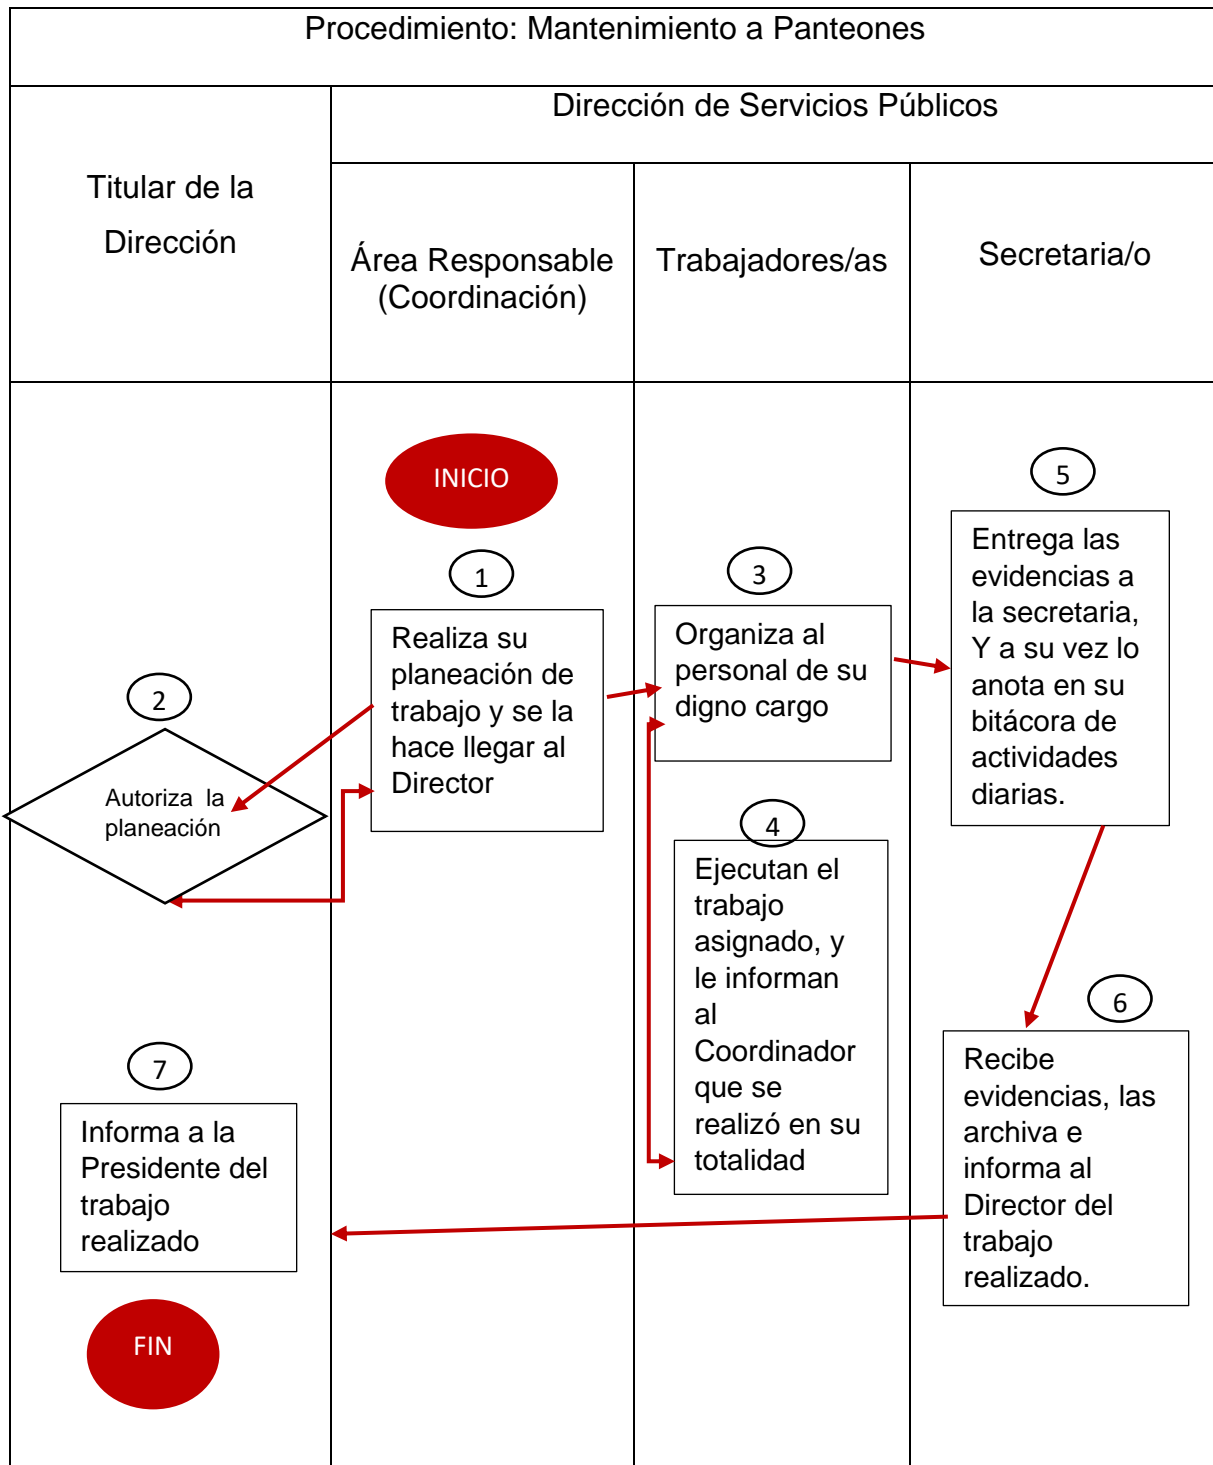 Procedimiento: Mantenimiento a Panteones
Dirección de Servicios Públicos
Titular de la
Dirección
Área Responsable
(Coordinación)
Trabajadores/as
Secretaria/o
INICIO
1
Realiza su
planeación de
trabajo y se la
hace llegar al
Director
2
Autoriza  la
planeación
3
Organiza al
personal de su
digno cargo
4
Ejecutan el
trabajo
asignado, y
le informan
al
Coordinador
que se
realizó en su
totalidad
5
Entrega las
evidencias a
la secretaria,
Y a su vez lo
anota en su
bitácora de
actividades
diarias.
6
Recibe
evidencias, las
archiva e
informa al
Director del
trabajo
realizado.
7
Informa a la
Presidente del
trabajo
realizado
FIN